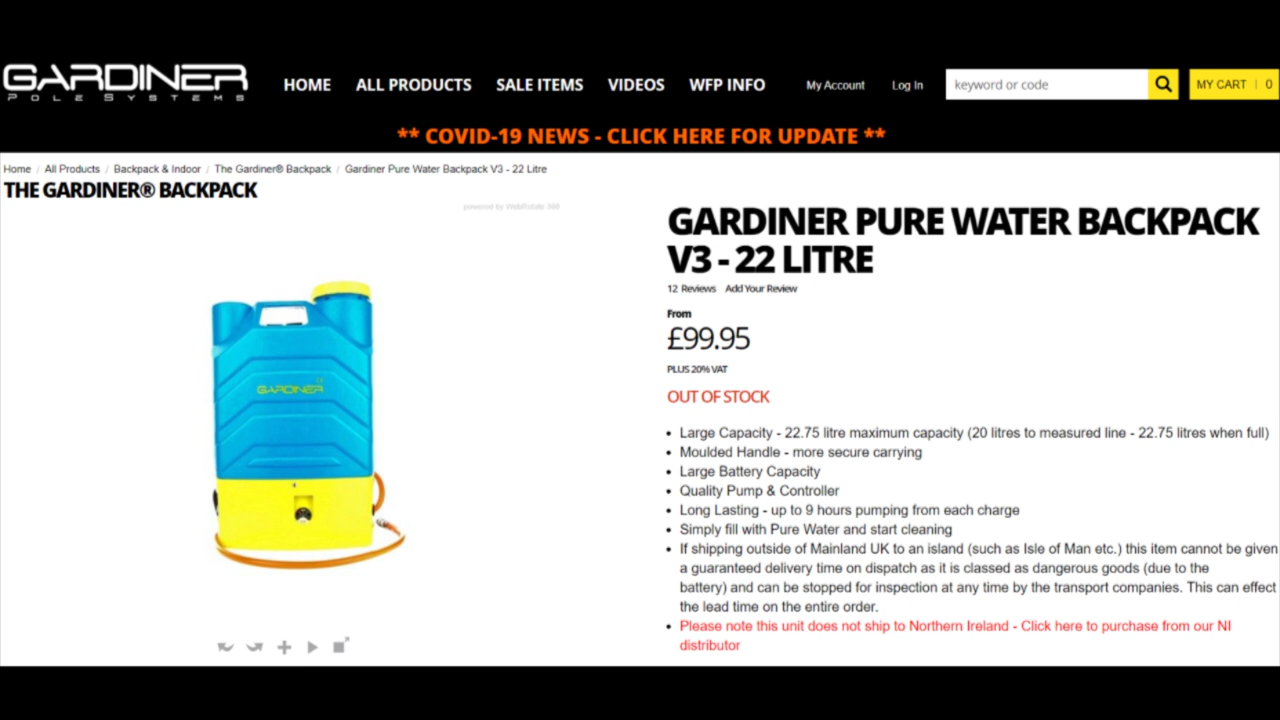 GARDINER
POLE SYSTEMS
HOME ALL PRODUCTS SALE ITEMS VIDEOS WFP INFO My Account Log In keyword or code MY CART | 0
** COVID-19 NEWS - CLICK HERE FOR UPDATE **
Home / All Products / Backpack & Indoor / The Gardiner® Backpack / Gardiner Pure Water Backpack V3 - 22 Litre
THE GARDINER® BACKPACK
powered by WebRotate 360
GARDINER
GARDINER PURE WATER BACKPACK
V3 - 22 LITRE
12 Reviews Add Your Review
From
£99.95
PLUS 20% VAT
OUT OF STOCK
• Large Capacity - 22.75 litre maximum capacity (20 litres to measured line - 22.75 litres when full)
• Moulded Handle - more secure carrying
• Large Battery Capacity
• Quality Pump & Controller
• Long Lasting - up to 9 hours pumping from each charge
• Simply fill with Pure Water and start cleaning
• If shipping outside of Mainland UK to an island (such as Isle of Man etc.) this item cannot be given
a guaranteed delivery time on dispatch as it is classed as dangerous goods (due to the
battery) and can be stopped for inspection at any time by the transport companies. This can effect
the lead time on the entire order.
• Please note this unit does not ship to Northern Ireland - Click here to purchase from our NI
distributor